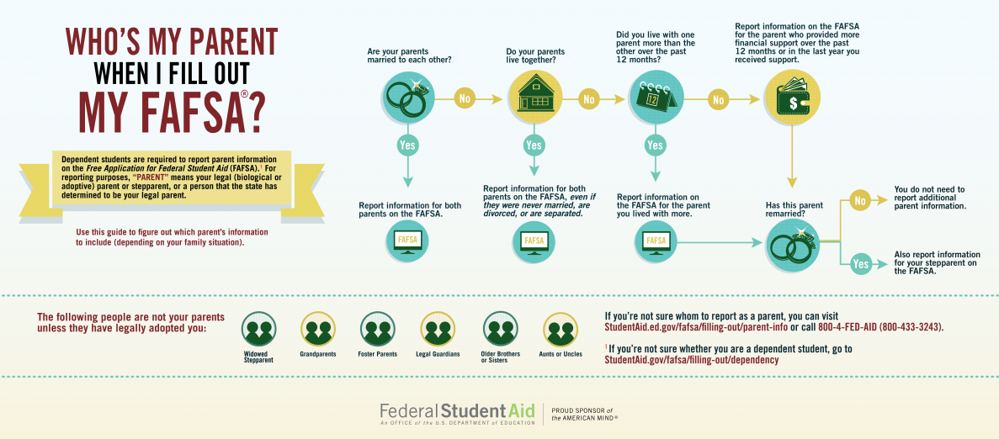 WHO'S MY PARENT
WHEN I FILL OUT
MY FAFSA®?
Dependent students are required to report parent information
on the Free Application for Federal Student Aid (FAFSA).¹ For
reporting purposes, “PARENT” means your legal (biological or
adoptive) parent or stepparent, or a person that the state has
determined to be your legal parent.
Use this guide to figure out which parent's information
to include (depending on your family situation).
Are your parents
married to each other?
No
Yes
Report information for both
parents on the FAFSA.
FAFSA
Do your parents
live together?
No
Yes
Report information for both
parents on the FAFSA, even if
they were never married, are
divorced, or are separated.
FAFSA
Did you live with one
parent more than the
other over the past
12 months?
12
No
Yes
Report information on
the FAFSA for the parent
you lived with more.
FAFSA
Report information on the FAFSA
for the parent who provided more
financial support over the past
12 months or in the last year you
received support.
$
Has this parent
remarried?
No
You do not need to
report additional
parent information.
Yes
Also report information
for your stepparent on
the FAFSA.
The following people are not your parents
unless they have legally adopted you:
Widowed
Stepparent
Grandparents
Foster Parents
Legal Guardians
Older Brothers
or Sisters
Aunts or Uncles
If you're not sure whom to report as a parent, you can visit
StudentAid.ed.gov/fafsa/filling-out/parent-info or call 800-4-FED-AID (800-433-3243).
¹ If you're not sure whether you are a dependent student, go to
StudentAid.gov/fafsa/filling-out/dependency
Federal Student Aid
An OFFICE of the U.S. DEPARTMENT of EDUCATION
PROUD SPONSOR of
the AMERICAN MIND®